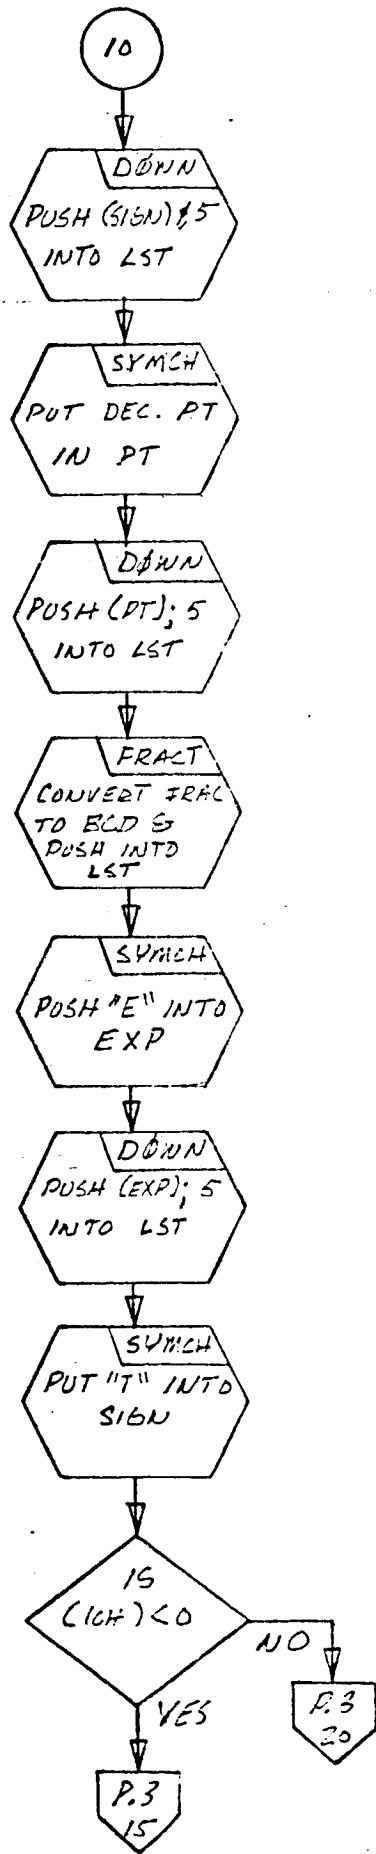 10
DØWN
PUSH (SIGN); 5
INTO LST
SYMCH
PUT DEC. PT
IN PT
DØWN
PUSH (PT); 5
INTO LST
FRACT
CONVERT FRAC
TO BCD &
PUSH INTO
LST
SYMCH
PUSH "E" INTO
EXP
DØWN
PUSH (EXP); 5
INTO LST
SYMCH
PUT "T" INTO
SIGN
IS
(ICH) < 0
NO
P.3
20
YES
P.3
15